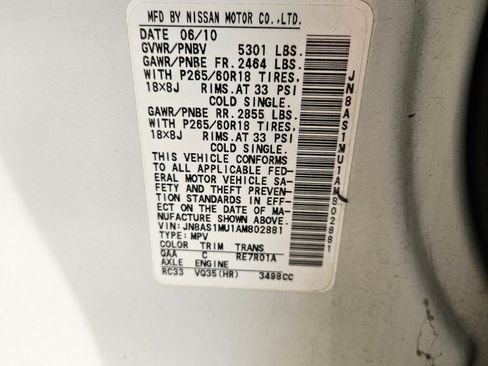 MFD BY NISSAN MOTOR CO.,LTD.
DATE 06/10
GVWR/PNBV 5301 LBS.
GAWR/PNBE FR. 2464 LBS.
WITH P265/60R18 TIRES,
18×8J RIMS. AT 33 PSI
COLD SINGLE.
GAWR/PNBE RR. 2855 LBS.
WITH P265/60R18 TIRES,
18×8J RIMS. AT 33 PSI
COLD SINGLE.
THIS VEHICLE CONFORMS
TO ALL APPLICABLE FED-
ERAL MOTOR VEHICLE SA-
FETY AND THEFT PREVEN-
TION STANDARDS IN EFF-
ECT ON THE DATE OF MA-
NUFACTURE SHOWN ABOVE.
VIN: JN8AS1MU1AM802881
TYPE: MPV
COLOR TRIM TRANS
QAA C RE7R01A
AXLE ENGINE
RC33 VQ35(HR) 3498CC
JN8AS1MU1AM802881